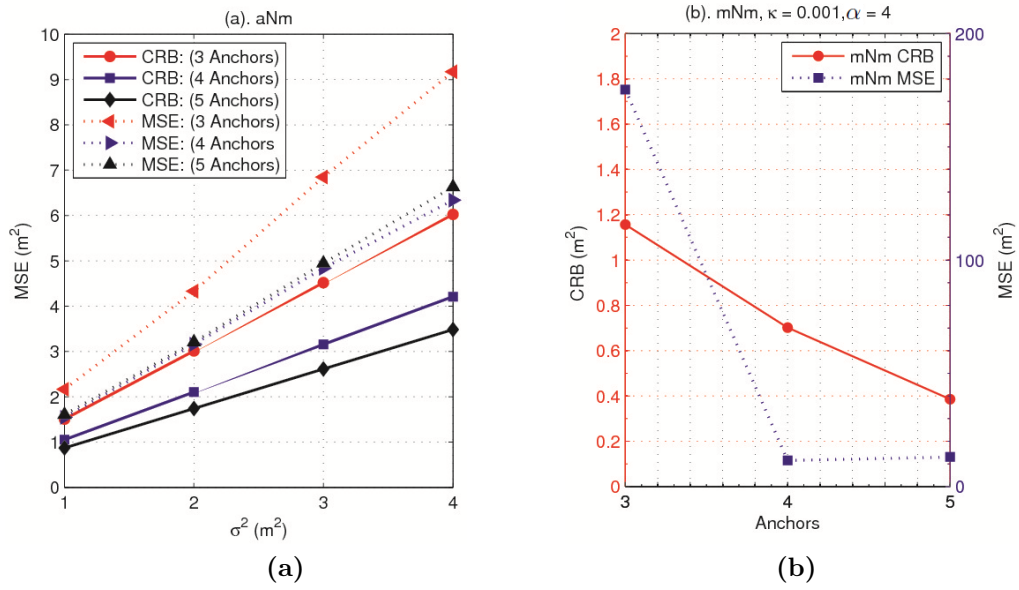 (a). aNm
10
9
8
7
6
5
4
3
2
1
0
MSE (m²)
CRB: (3 Anchors)
CRB: (4 Anchors)
CRB: (5 Anchors)
MSE: (3 Anchors)
MSE: (4 Anchors
MSE: (5 Anchors)
1 2 3 4
σ² (m²)
(a)
(b). mNm, κ = 0.001,α = 4
2
1.8
1.6
1.4
1.2
1
0.8
0.6
0.4
0.2
0
CRB (m²)
mNm CRB
mNm MSE
200
100
0
MSE (m²)
3 4 5
Anchors
(b)